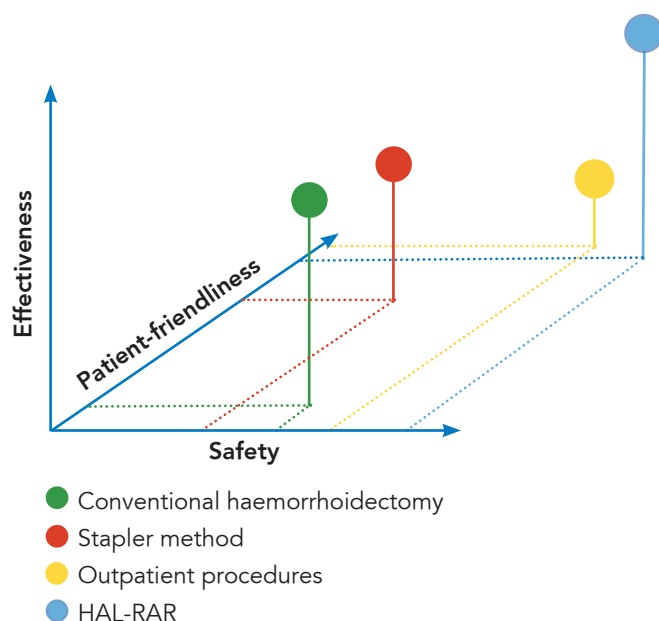 Effectiveness
Patient-friendliness
Safety
Conventional haemorrhoidectomy
Stapler method
Outpatient procedures
HAL-RAR